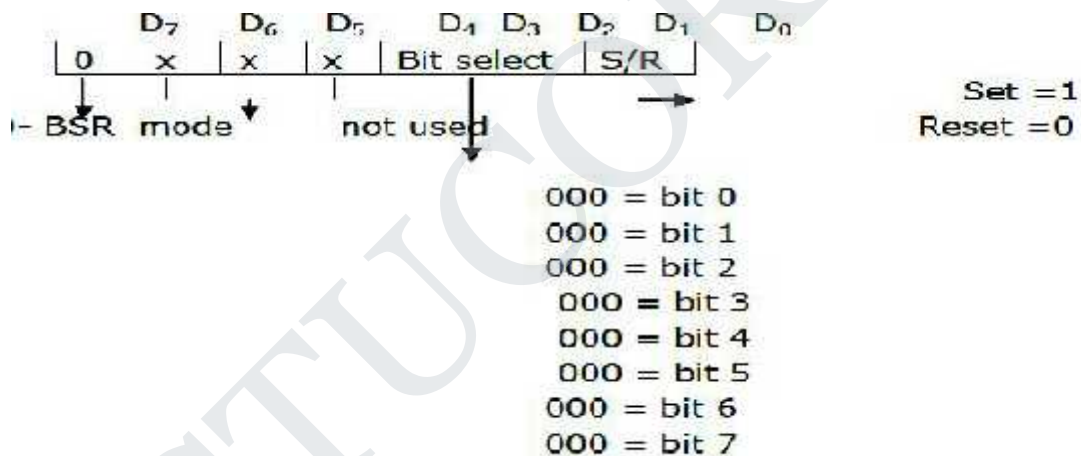 D₇ D₆ D₅ D₄ D₃ D₂ D₁ D₀
0 x x x Bit select S/R
Set =1
- BSR mode not used Reset =0
000 = bit 0
000 = bit 1
000 = bit 2
000 = bit 3
000 = bit 4
000 = bit 5
000 = bit 6
000 = bit 7